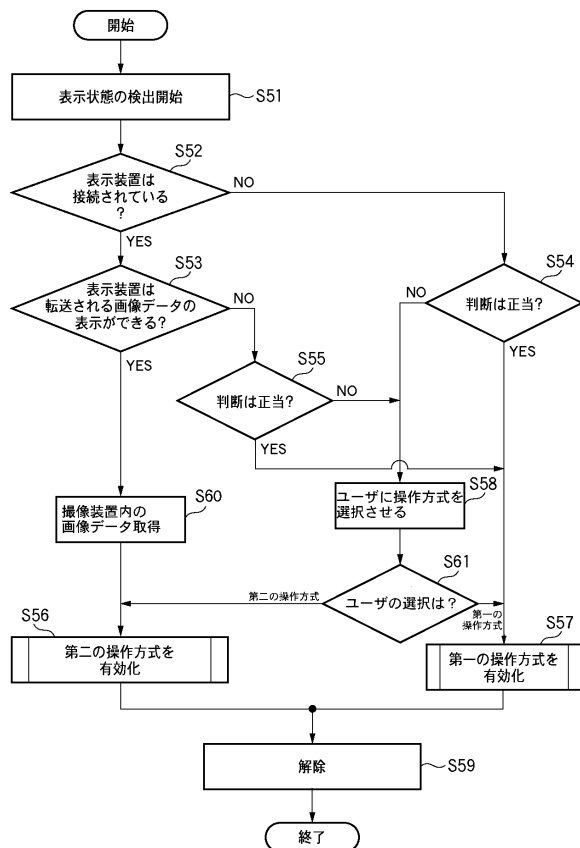 開始
表示状態の検出開始
S51
S52
表示装置は
接続されている
?
NO
YES
S53
表示装置は
転送される画像データの
表示ができる?
NO
YES
S54
判断は正当?
NO
YES
S55
判断は正当?
NO
YES
S58
ユーザに操作方式を
選択させる
S60
撮像装置内の
画像データ取得
S61
ユーザの選択は?
第二の操作方式
第一の
操作方式
S56
第二の操作方式を
有効化
S57
第一の操作方式を
有効化
解除
S59
終了